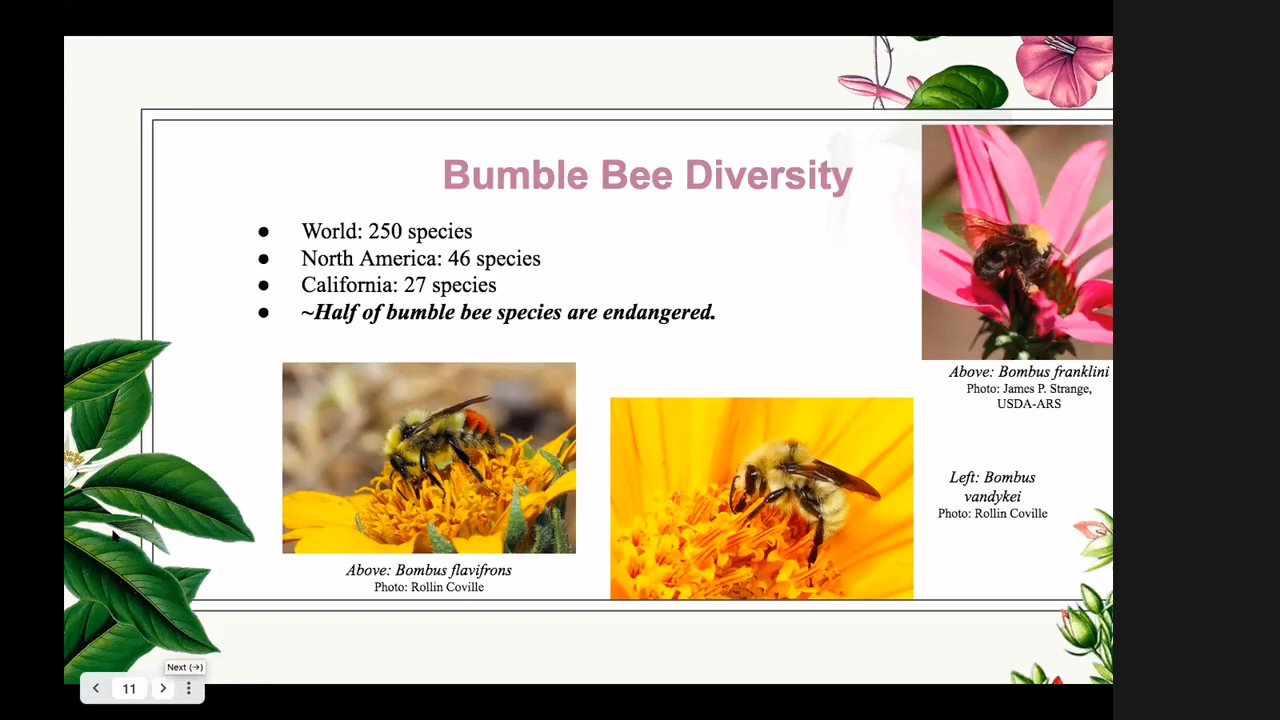 Bumble Bee Diversity
● World: 250 species
● North America: 46 species
● California: 27 species
● ~Half of bumble bee species are endangered.
Above: Bombus franklini
Photo: James P. Strange,
USDA-ARS
Left: Bombus
vandykei
Photo: Rollin Coville
Above: Bombus flavifrons
Photo: Rollin Coville
Next (→)
11